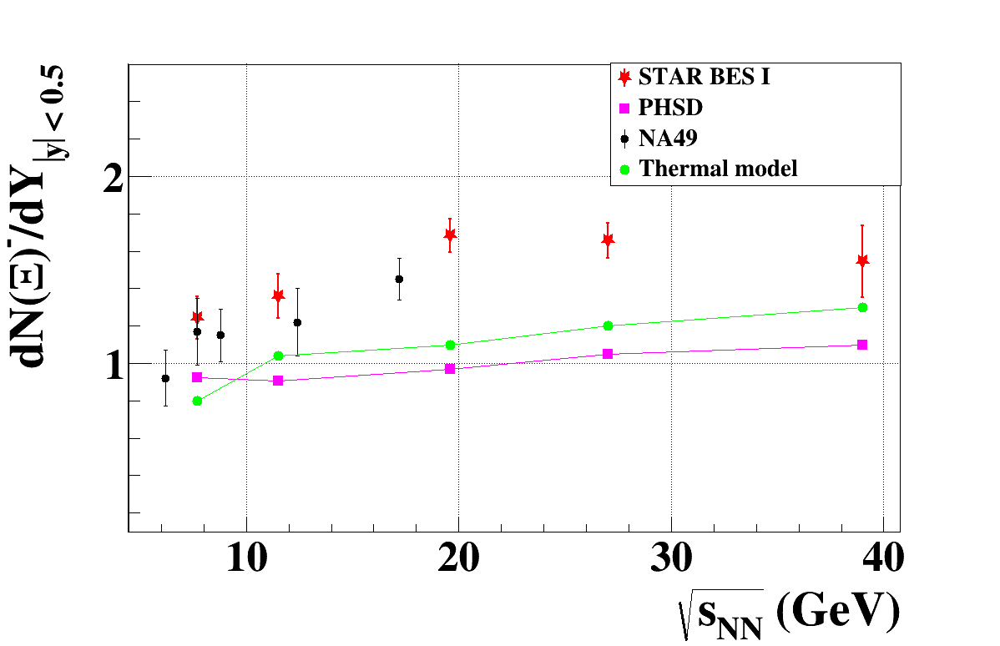 dN(Ξ)⁻/dY|y| < 0.5
STAR BES I
PHSD
NA49
Thermal model
2
1
10 20 30 40
√sNN (GeV)